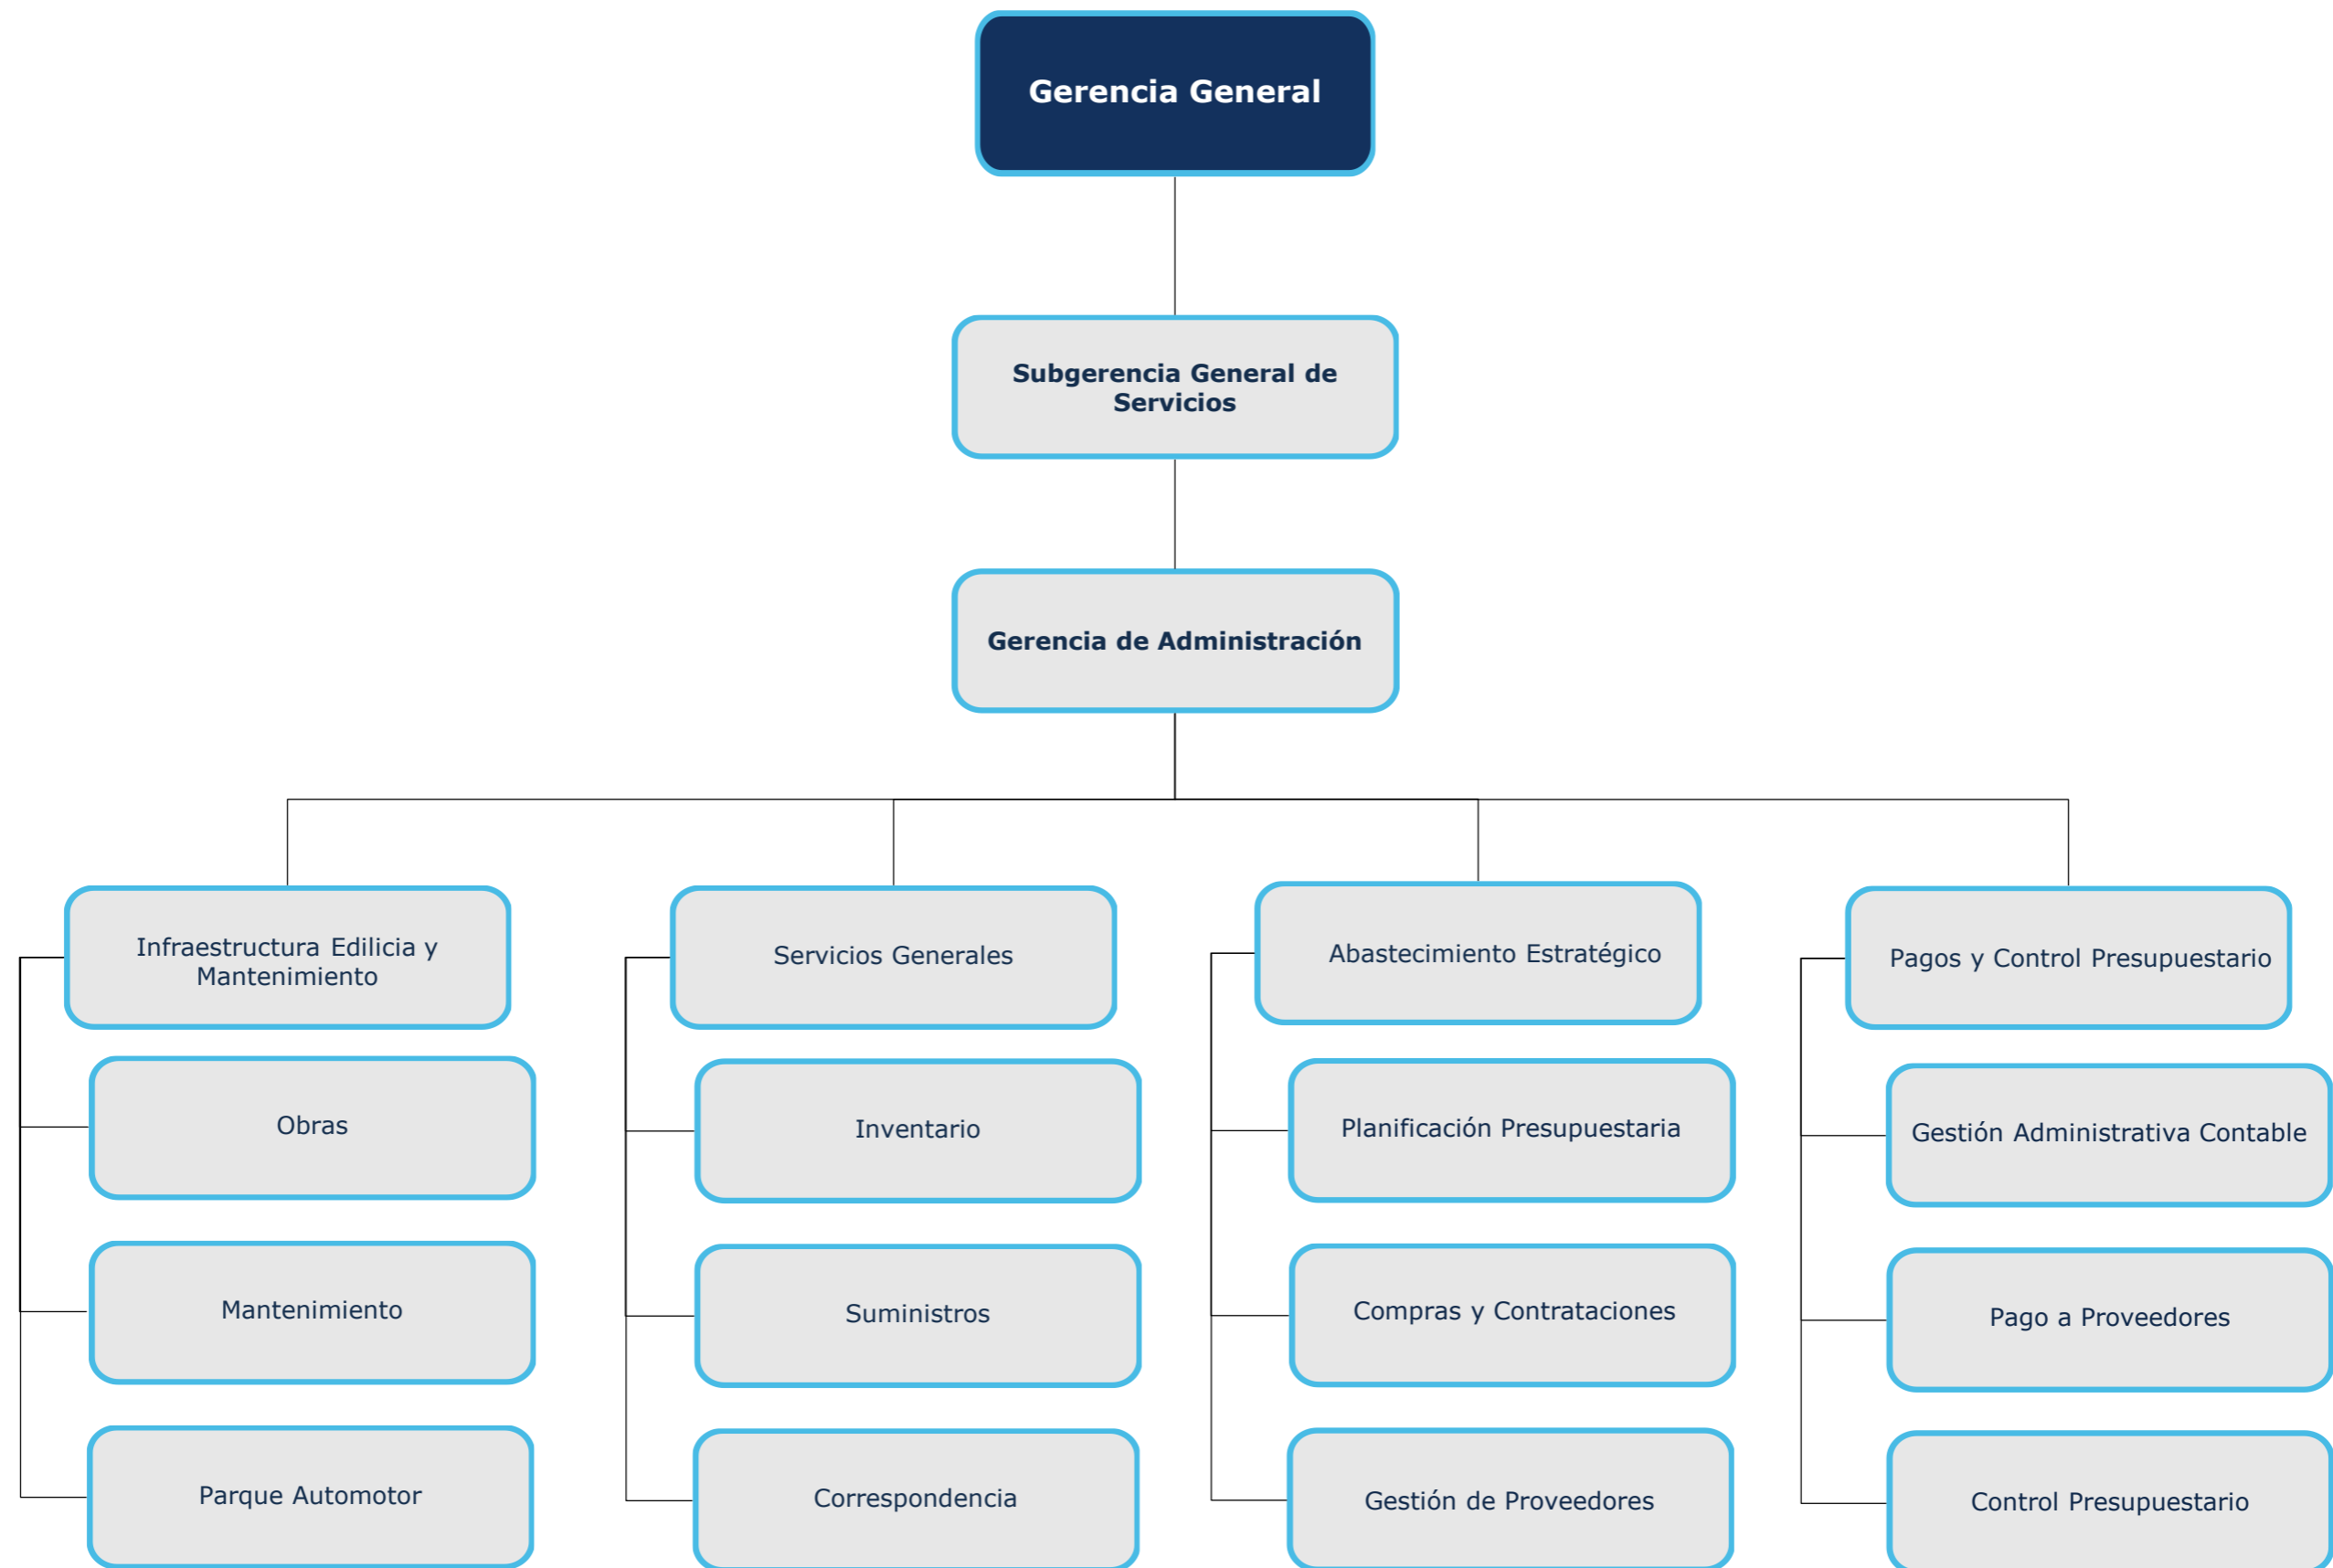 Gerencia General
Subgerencia General de
Servicios
Gerencia de Administración
Infraestructura Edilicia y
Mantenimiento
Obras
Mantenimiento
Parque Automotor
Servicios Generales
Inventario
Suministros
Correspondencia
Abastecimiento Estratégico
Planificación Presupuestaria
Compras y Contrataciones
Gestión de Proveedores
Pagos y Control Presupuestario
Gestión Administrativa Contable
Pago a Proveedores
Control Presupuestario